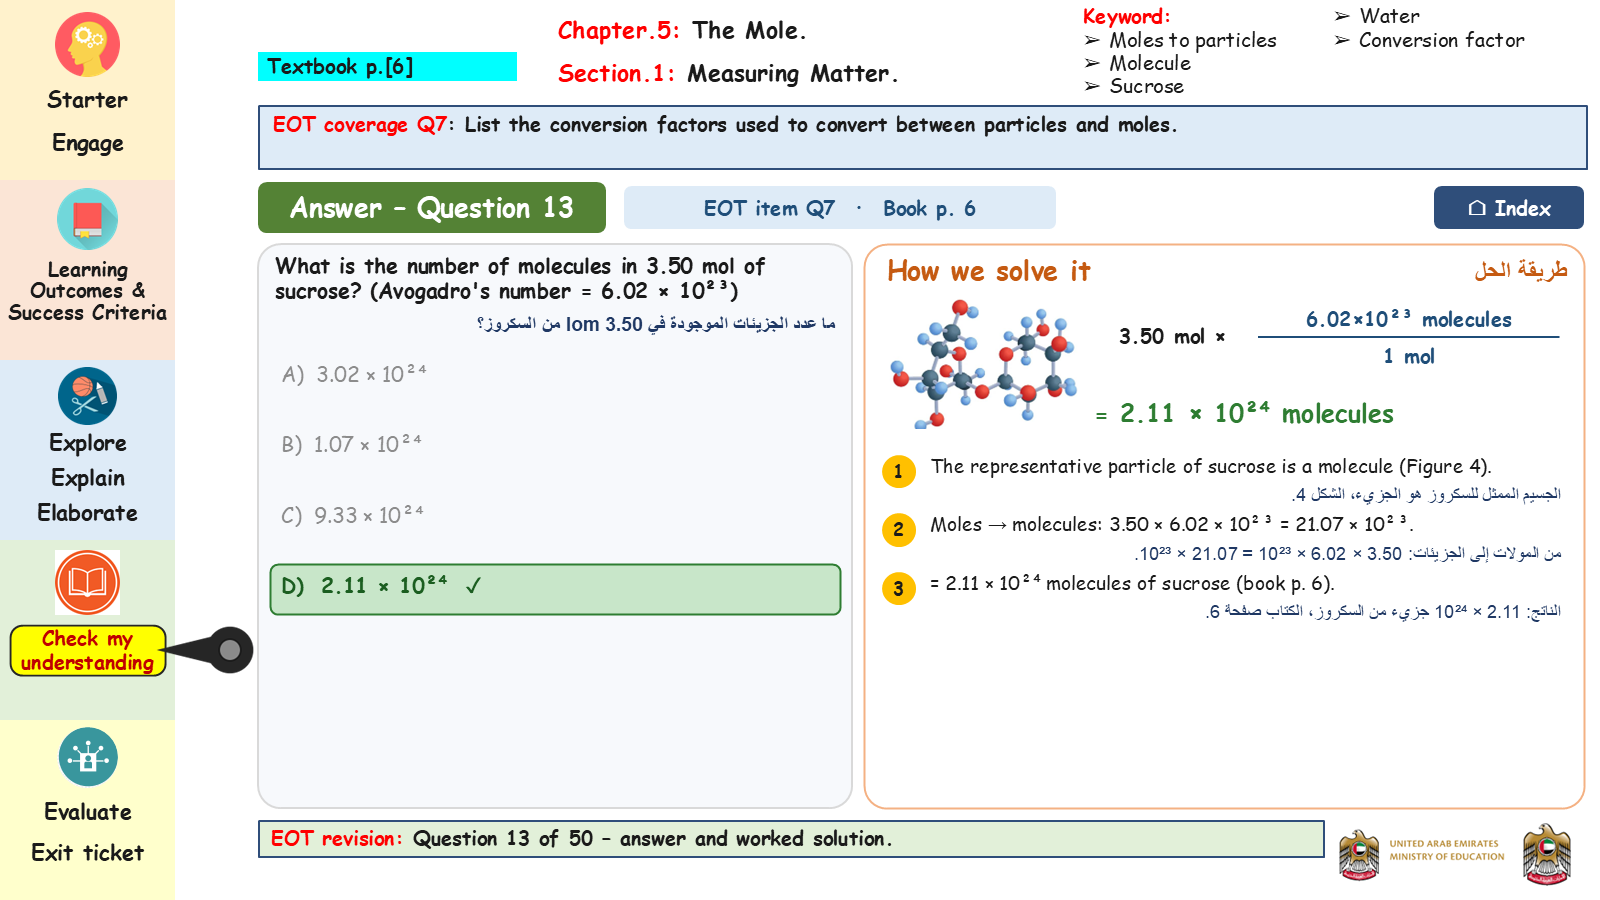 Starter
Engage
Learning
Outcomes &
Success Criteria
Explore
Explain
Elaborate
Check my
understanding
Evaluate
Exit ticket
Textbook p.[6]
Chapter.5: The Mole.
Section.1: Measuring Matter.
Keyword:
➢ Moles to particles
➢ Molecule
➢ Sucrose
➢ Water
➢ Conversion factor
EOT coverage Q7: List the conversion factors used to convert between particles and moles.
Answer – Question 13
EOT item Q7 · Book p. 6
⌂ Index
What is the number of molecules in 3.50 mol of
sucrose? (Avogadro's number = 6.02 × 10²³)
ما عدد الجزيئات الموجودة في 3.50 lom من السكروز؟
A) 3.02 × 10²⁴
B) 1.07 × 10²⁴
C) 9.33 × 10²⁴
D) 2.11 × 10²⁴ ✓
How we solve it
طريقة الحل
3.50 mol ×
6.02×10²³ molecules
1 mol
= 2.11 × 10²⁴ molecules
1 The representative particle of sucrose is a molecule (Figure 4).
الجسيم الممثل للسكروز هو الجزيء، الشكل 4.
2 Moles → molecules: 3.50 × 6.02 × 10²³ = 21.07 × 10²³.
من المولات إلى الجزيئات: 3.50 × 6.02 × 10²³ = 21.07 × 10²³.
3 = 2.11 × 10²⁴ molecules of sucrose (book p. 6).
الناتج: 2.11 × 10²⁴ جزيء من السكروز، الكتاب صفحة 6.
EOT revision: Question 13 of 50 – answer and worked solution.
UNITED ARAB EMIRATES
MINISTRY OF EDUCATION